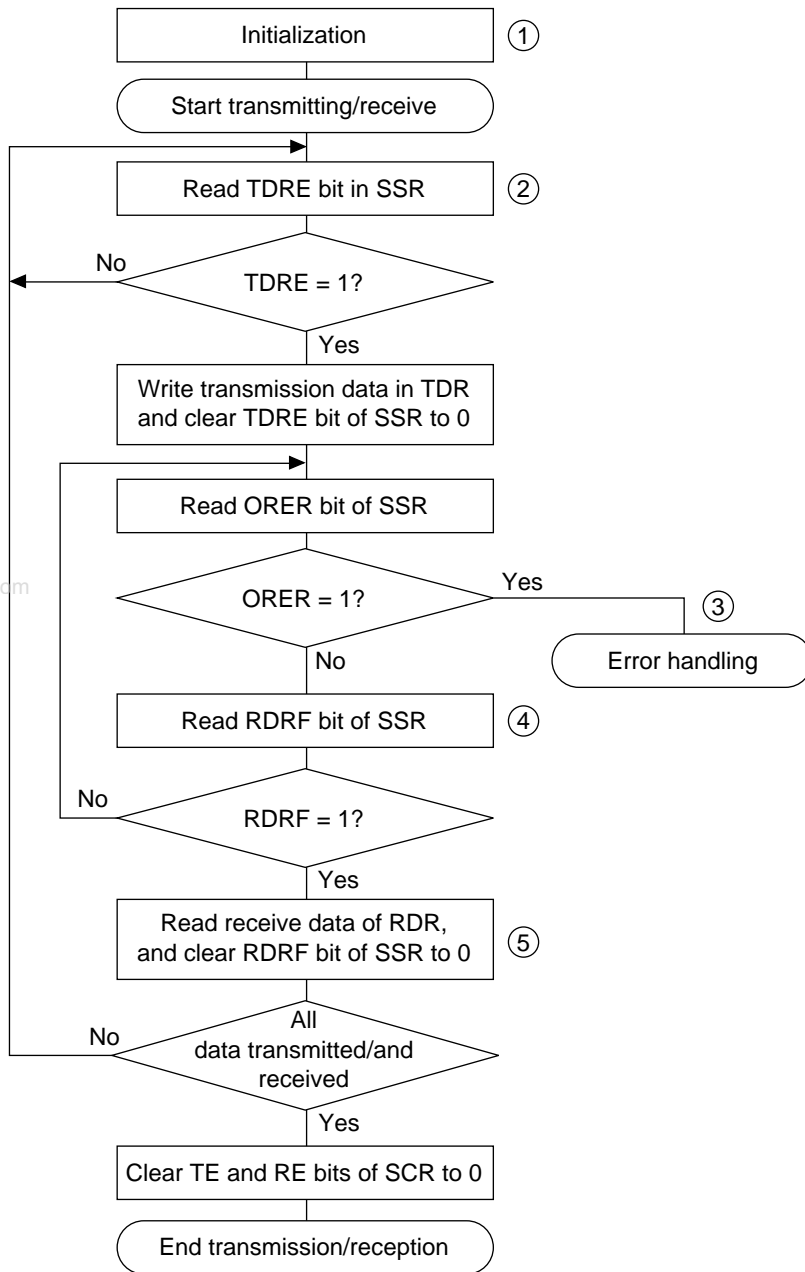 Initialization
1
Start transmitting/receive
Read TDRE bit in SSR
2
No
TDRE = 1?
Yes
Write transmission data in TDR
and clear TDRE bit of SSR to 0
Read ORER bit of SSR
ORER = 1?
Yes
3
Error handling
No
Read RDRF bit of SSR
4
No
RDRF = 1?
Yes
Read receive data of RDR,
and clear RDRF bit of SSR to 0
5
No
All
data transmitted/and
received
Yes
Clear TE and RE bits of SCR to 0
End transmission/reception